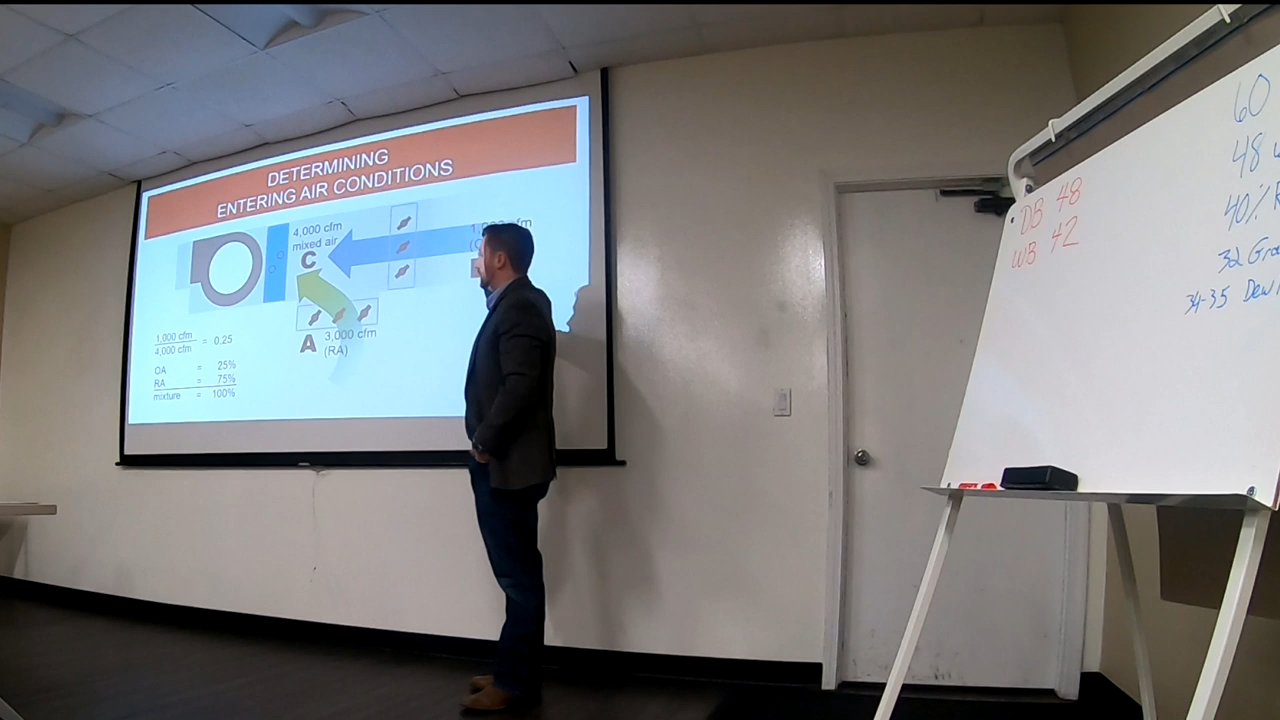 DETERMINING
ENTERING AIR CONDITIONS
4,000 cfm
mixed air
C
A
3,000 cfm
(RA)
1,000 cfm
4,000 cfm
= 0.25
OA = 25%
RA = 75%
mixture = 100%
DB 48
WB 42
60
48
40%
32
34-35